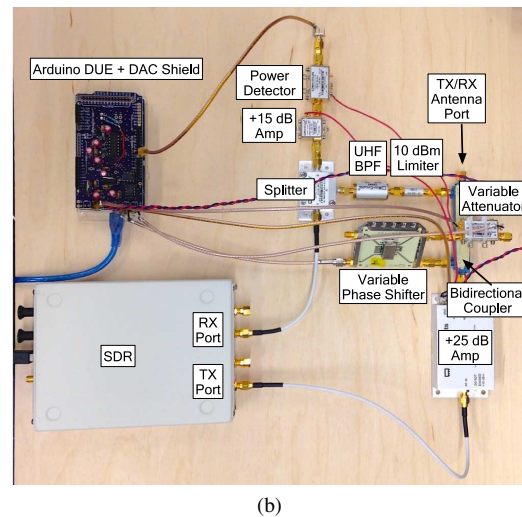 Arduino DUE + DAC Shield
Power
Detector
+15 dB
Amp
Splitter
UHF
BPF
10 dBm
Limiter
TX/RX
Antenna
Port
Variable
Attenuator
Variable
Phase Shifter
Bidirectional
Coupler
+25 dB
Amp
RX
Port
SDR
TX
Port
(b)